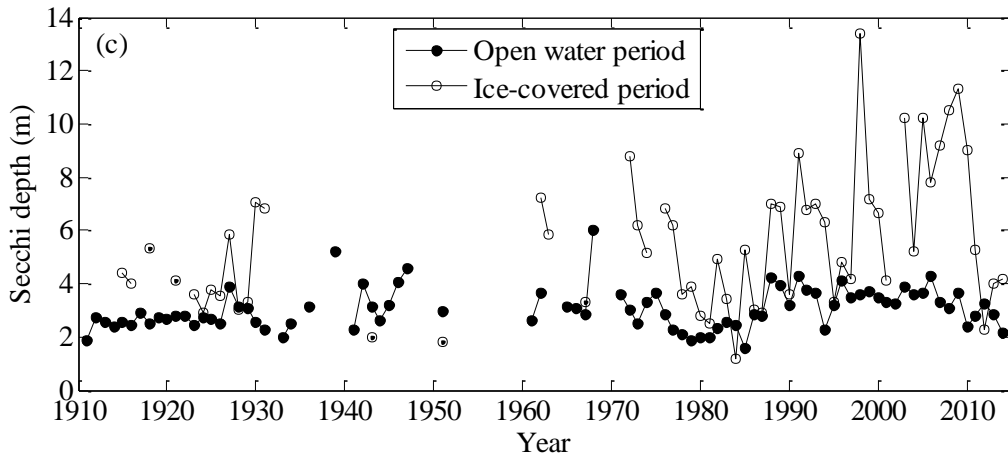 14
(c)
Open water period
12
Ice-covered period
10
8
6
4
2
0
Secchi depth (m)
1910 1920 1930 1940 1950 1960 1970 1980 1990 2000 2010
Year